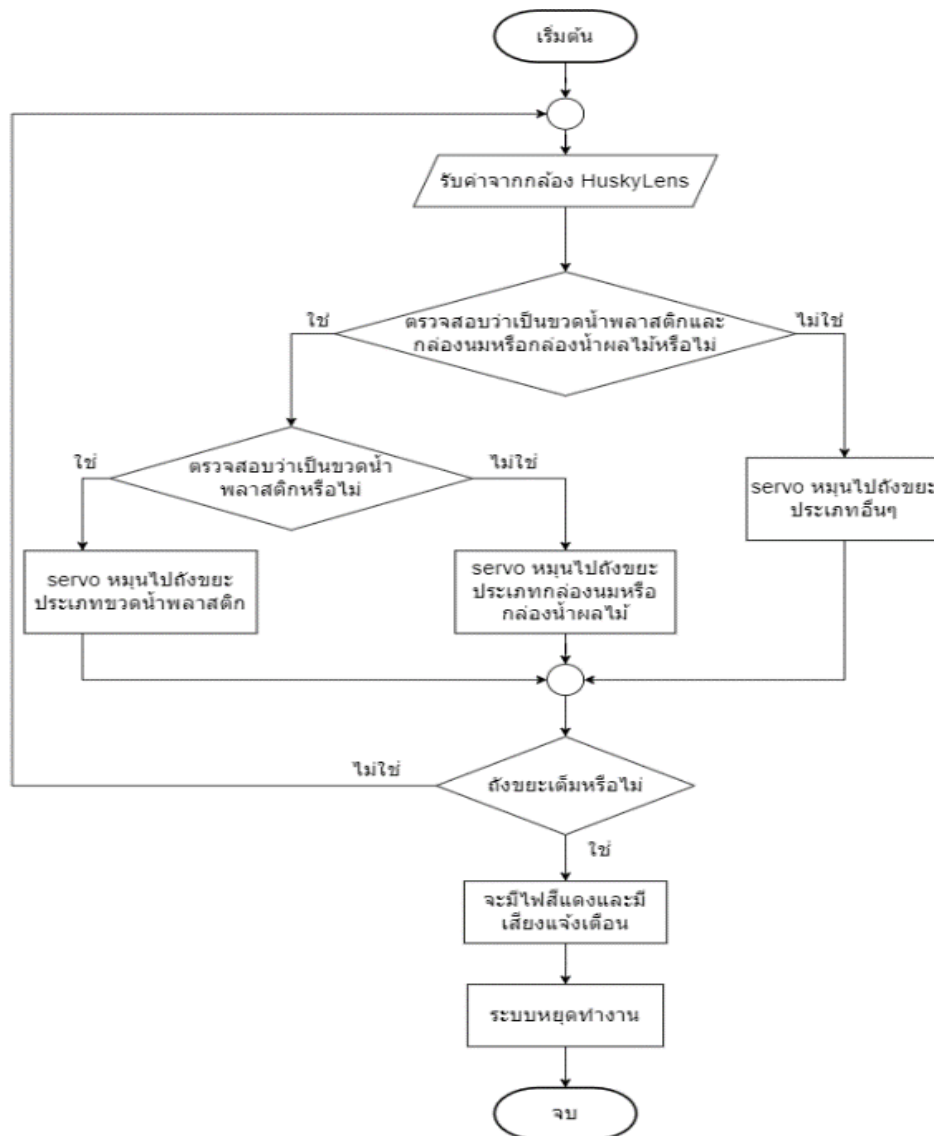 เริ่มต้น
รับค่าจากกล้อง HuskyLens
ใช่
ตรวจสอบว่าเป็นขวดน้ำพลาสติกและ
กล่องนมหรือกล่องน้ำผลไม้หรือไม่
ไม่ใช่
ใช่
ตรวจสอบว่าเป็นขวดน้ำ
พลาสติกหรือไม่
ไม่ใช่
servo หมุนไปถังขยะ
ประเภทอื่นๆ
servo หมุนไปถังขยะ
ประเภทขวดน้ำพลาสติก
servo หมุนไปถังขยะ
ประเภทกล่องนมหรือ
กล่องน้ำผลไม้
ไม่ใช่
ถังขยะเต็มหรือไม่
ใช่
จะมีไฟสีแดงและมี
เสียงแจ้งเตือน
ระบบหยุดทำงาน
จบ